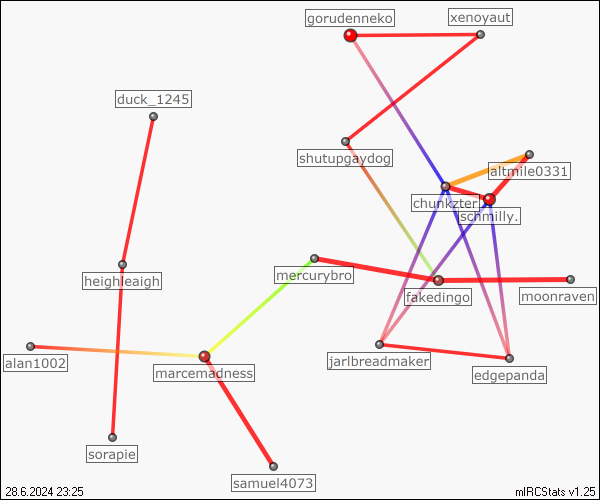 gorudenneko
xenoyaut
duck_1245
shutupgaydog
altmile0331
chunkzter
schmilly.
mercurybro
heighleaigh
fakedingo
moonraven
alan1002
marcemadness
jarlbreadmaker
edgepanda
sorapie
samuel4073
28.6.2024 23:25
mIRCStats v1.25